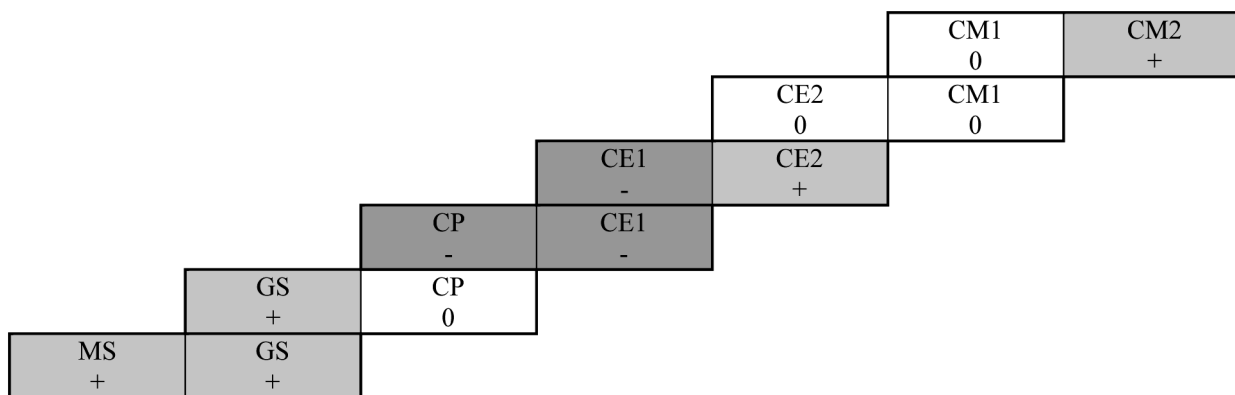 CM1 CM2
0 +
CE2 CM1
0 0
CE1 CE2
- +
CP CE1
- -
GS CP
+ 0
MS GS
+ +